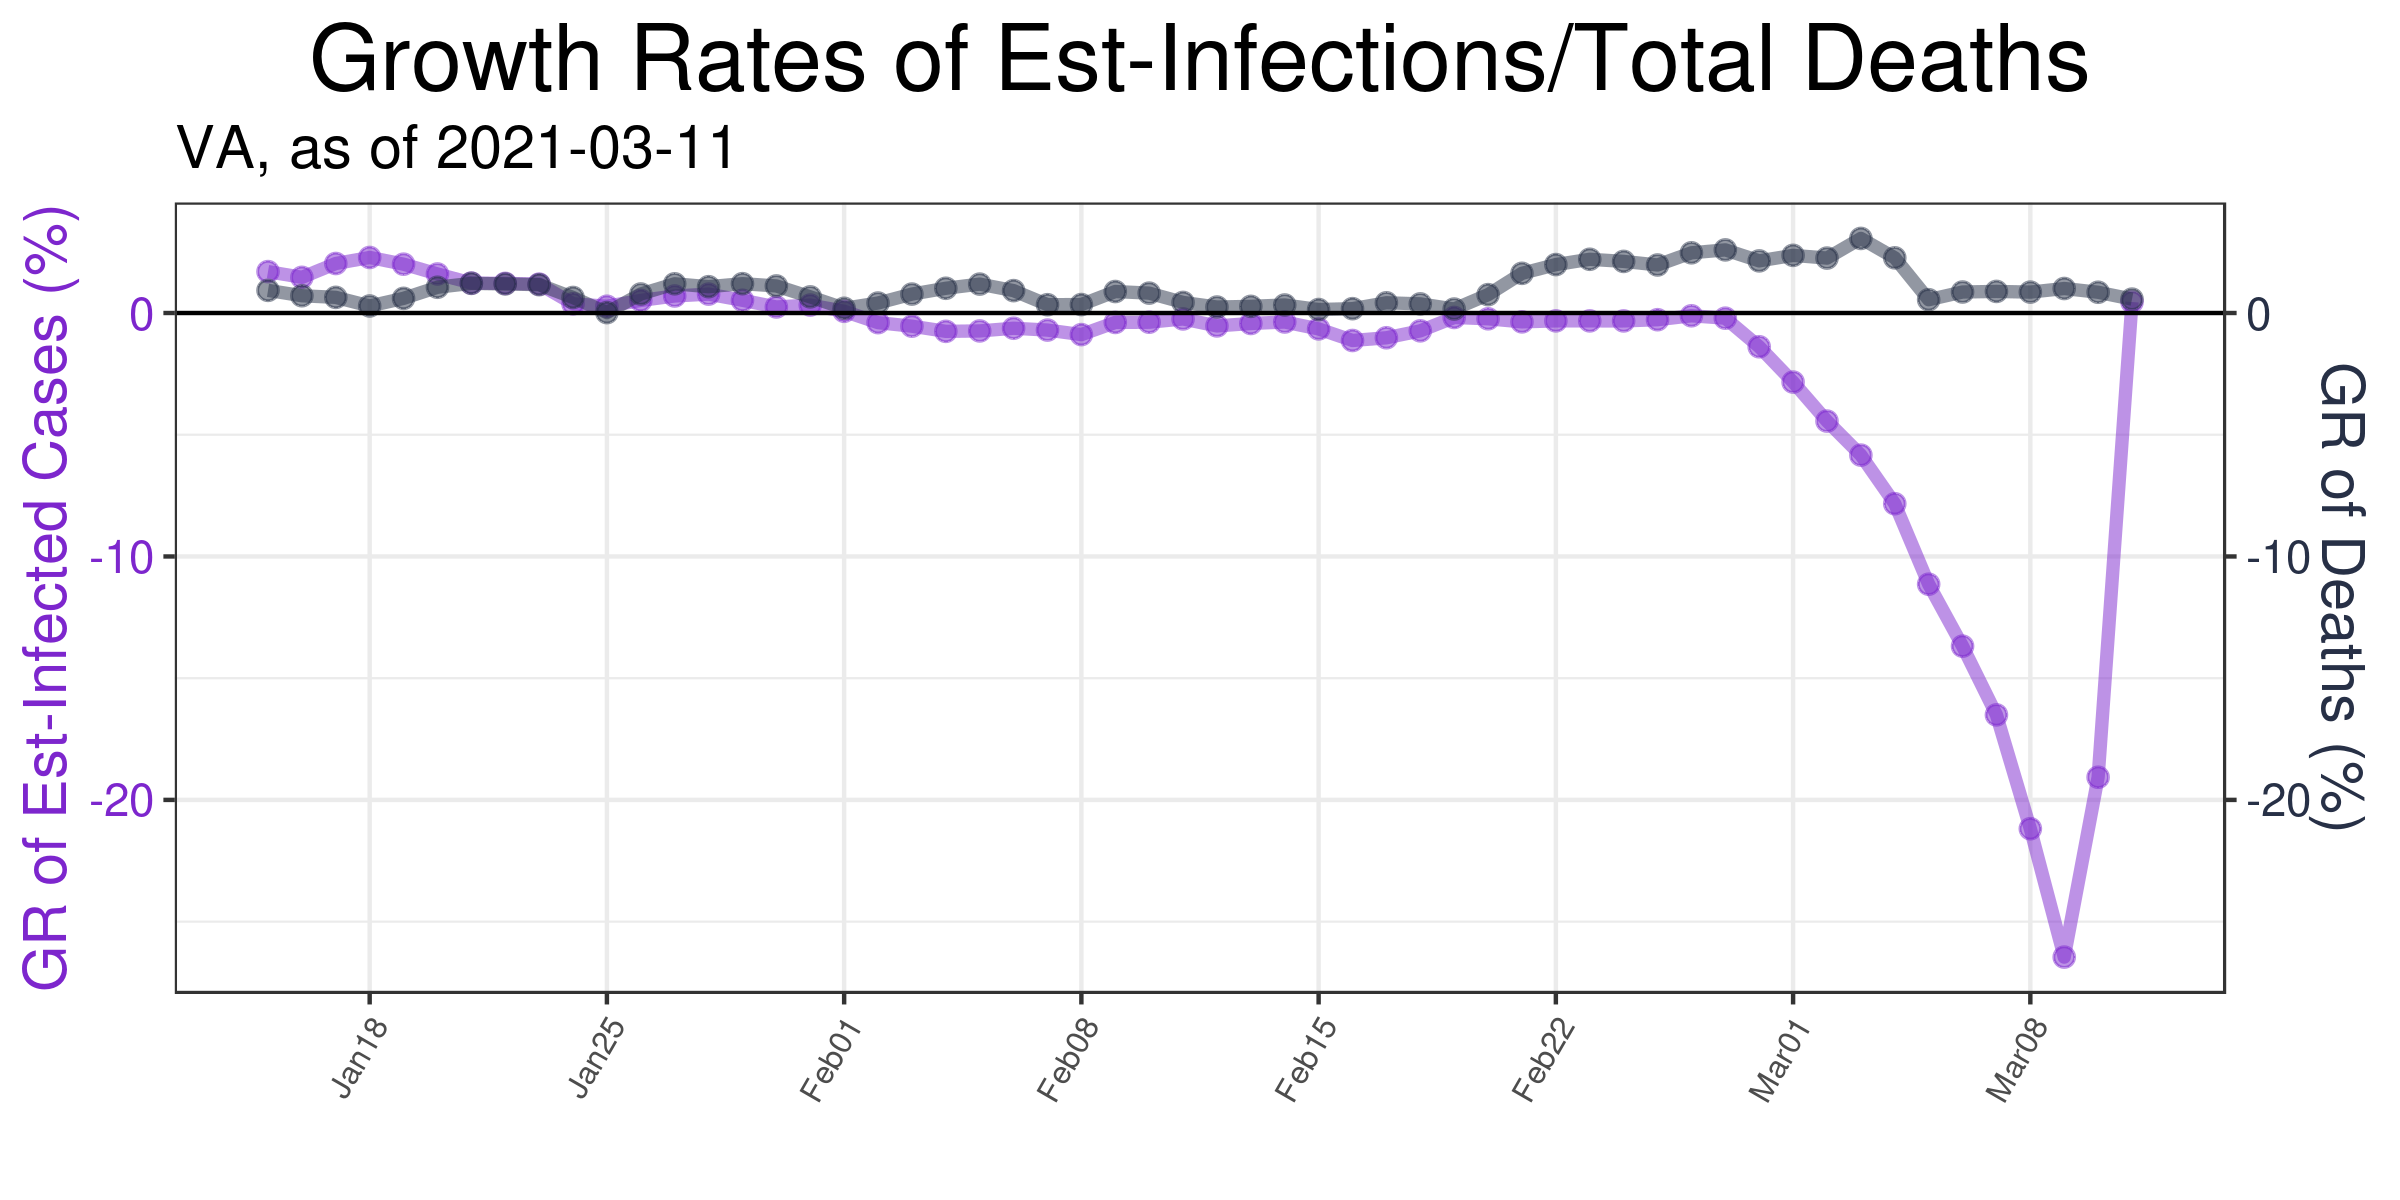 Growth Rates of Est-Infections/Total Deaths
VA, as of 2021-03-11
GR of Est-Infected Cases (%)
0
-10
-20
0
-10
-20
GR of Deaths (%)
Jan18
Jan25
Feb01
Feb08
Feb15
Feb22
Mar01
Mar08